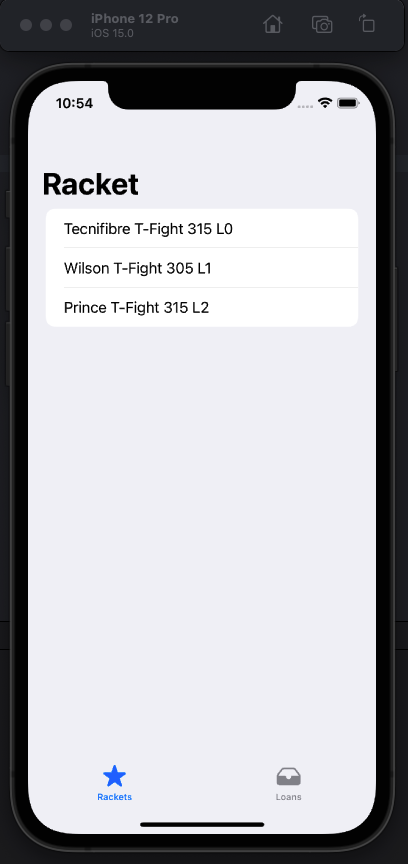 iPhone 12 Pro
iOS 15.0
10:54
Racket
Tecnifibre T-Fight 315 L0
Wilson T-Fight 305 L1
Prince T-Fight 315 L2
Rackets
Loans